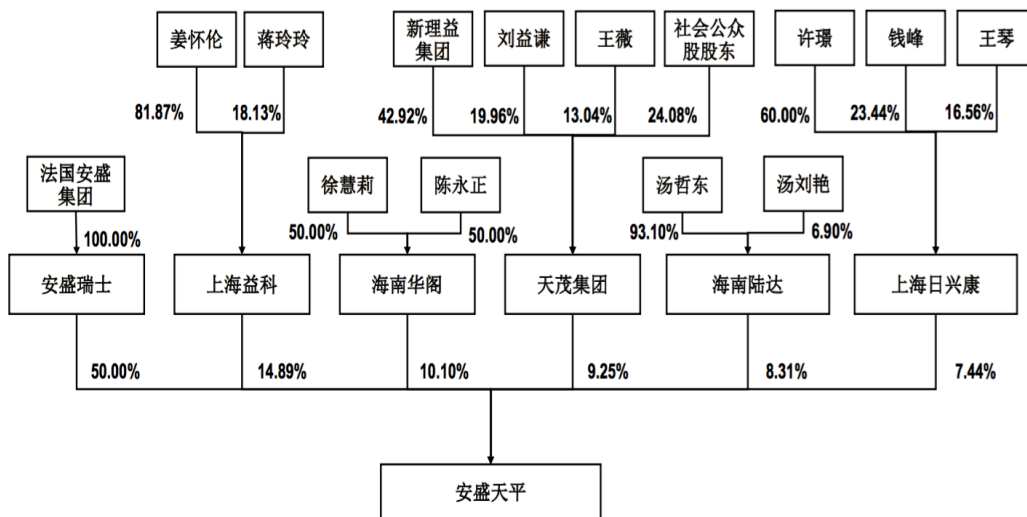 姜怀伦
蒋玲玲
新理益
集团
刘益谦
王薇
社会公众
股股东
许璟
钱峰
王琴
81.87%
18.13%
42.92%
19.96%
13.04%
24.08%
60.00%
23.44%
16.56%
法国安盛
集团
徐慧莉
陈永正
汤哲东
汤刘艳
100.00%
50.00%
50.00%
93.10%
6.90%
安盛瑞士
上海益科
海南华阁
天茂集团
海南陆达
上海日兴康
50.00%
14.89%
10.10%
9.25%
8.31%
7.44%
安盛天平